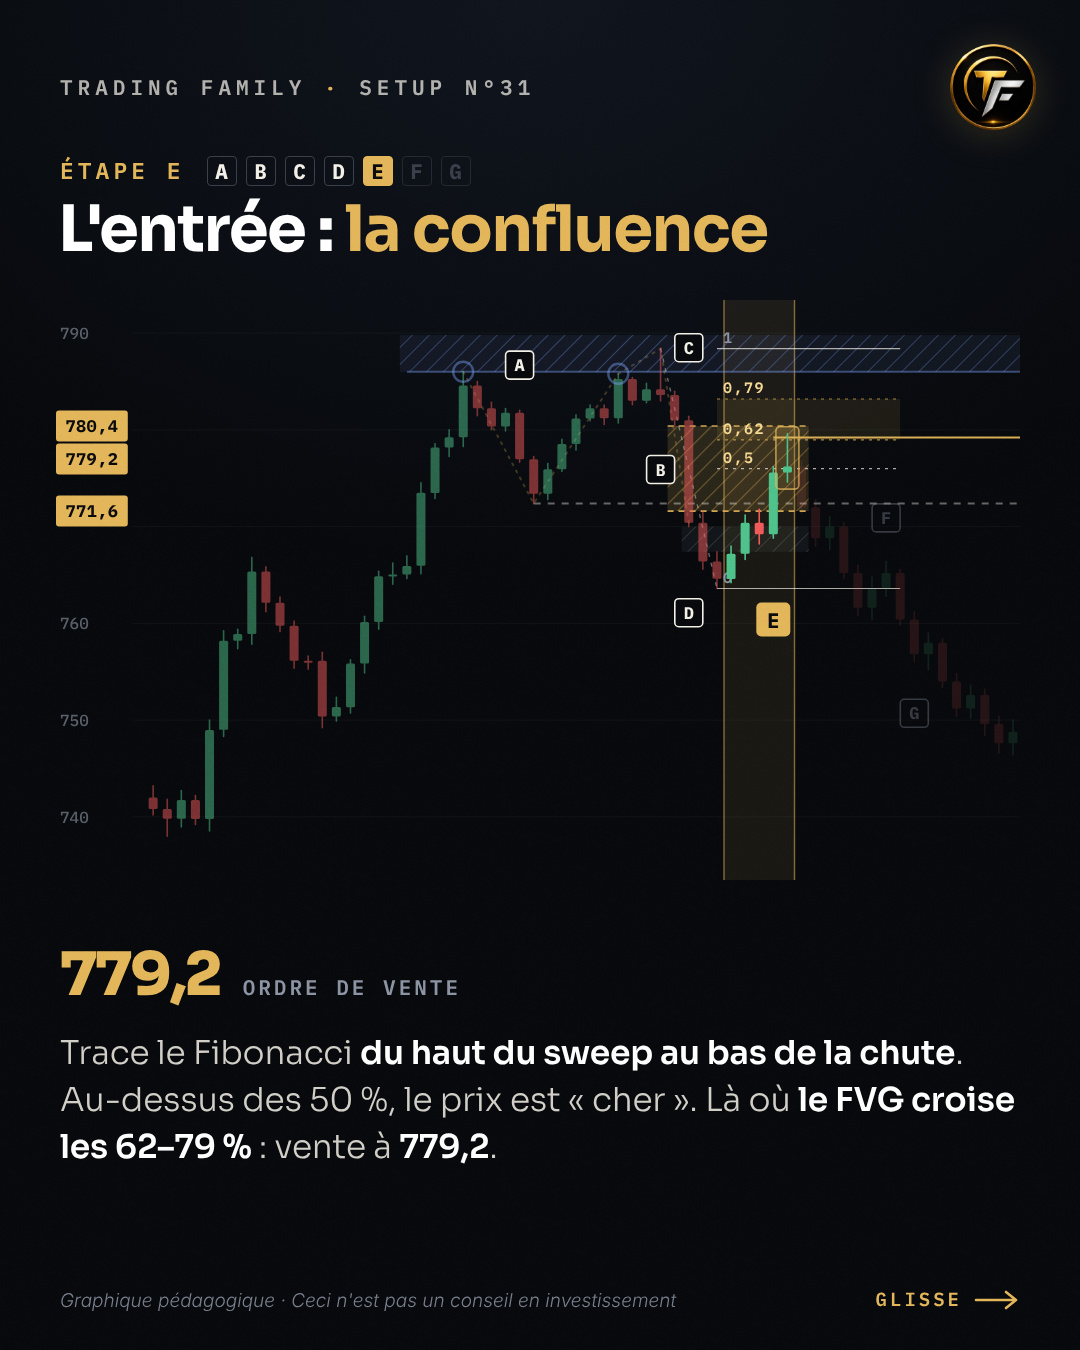 TRADING FAMILY · SETUP N°31
TF
ÉTAPE E A B C D E F G
L'entrée : la confluence
790
780,4
779,2
771,6
760
750
740
A
B
C
D
E
F
G
1
0,79
0,62
0,5
0
779,2 ORDRE DE VENTE
Trace le Fibonacci du haut du sweep au bas de la chute.
Au-dessus des 50 %, le prix est « cher ». Là où le FVG croise
les 62–79 % : vente à 779,2.
Graphique pédagogique · Ceci n'est pas un conseil en investissement
GLISSE →